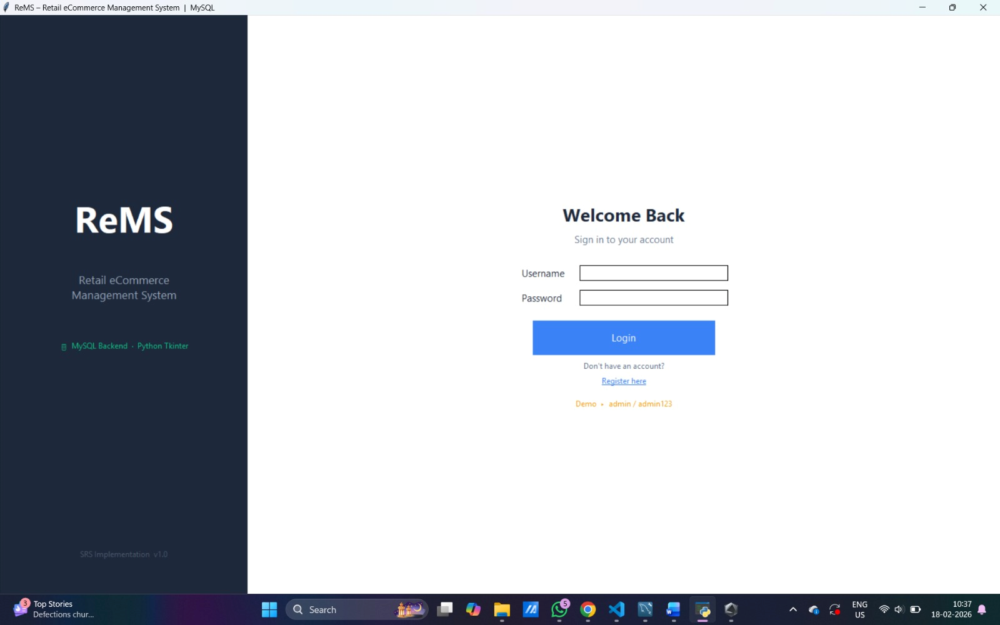 ReMS – Retail eCommerce Management System | MySQL
ReMS
Retail eCommerce
Management System
MySQL Backend · Python Tkinter
SRS Implementation v1.0
Welcome Back
Sign in to your account
Username
Password
Login
Don't have an account?
Register here
Demo • admin / admin123
3
Top Stories
Defections chur...
Search
5
W
ENG
US
10:37
18-02-2026